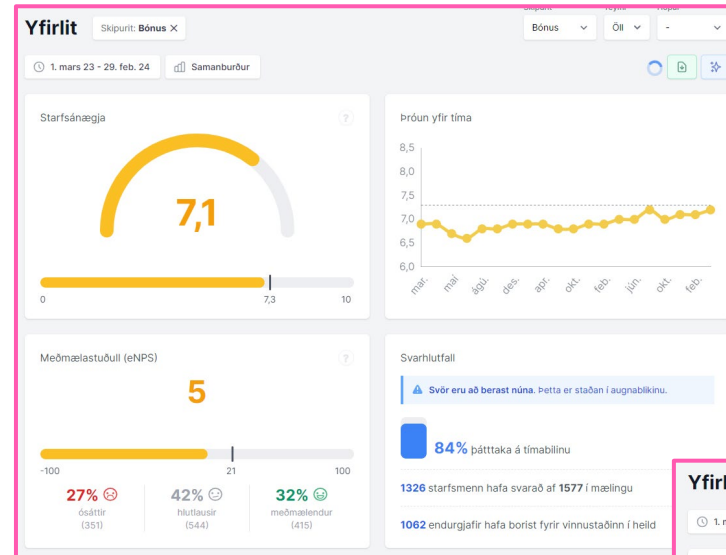 Yfirlit
Skipurit: Bónus ×
Bónus
Öll
-
1. mars 23 - 29. feb. 24
Samanburður
Starfsánægja
?
7,1
0
7,3
10
Þróun yfir tíma
8,5
8,0
7,5
7,0
6,5
6,0
mar.
maí
ágú.
des.
apr.
okt.
feb.
jún.
okt.
feb.
Meðmælastuðull (eNPS)
?
5
-100
21
100
27%
ósáttir
(351)
42%
hlutlausir
(544)
32%
meðmælendur
(415)
Svarhlutfall
Svör eru að berast núna. Þetta er staðan í augnablikinu.
84% þátttaka á tímabilinu
1326 starfsmenn hafa svarað af 1577 í mælingu
1062 endurgjafir hafa borist fyrir vinnustaðinn í heild